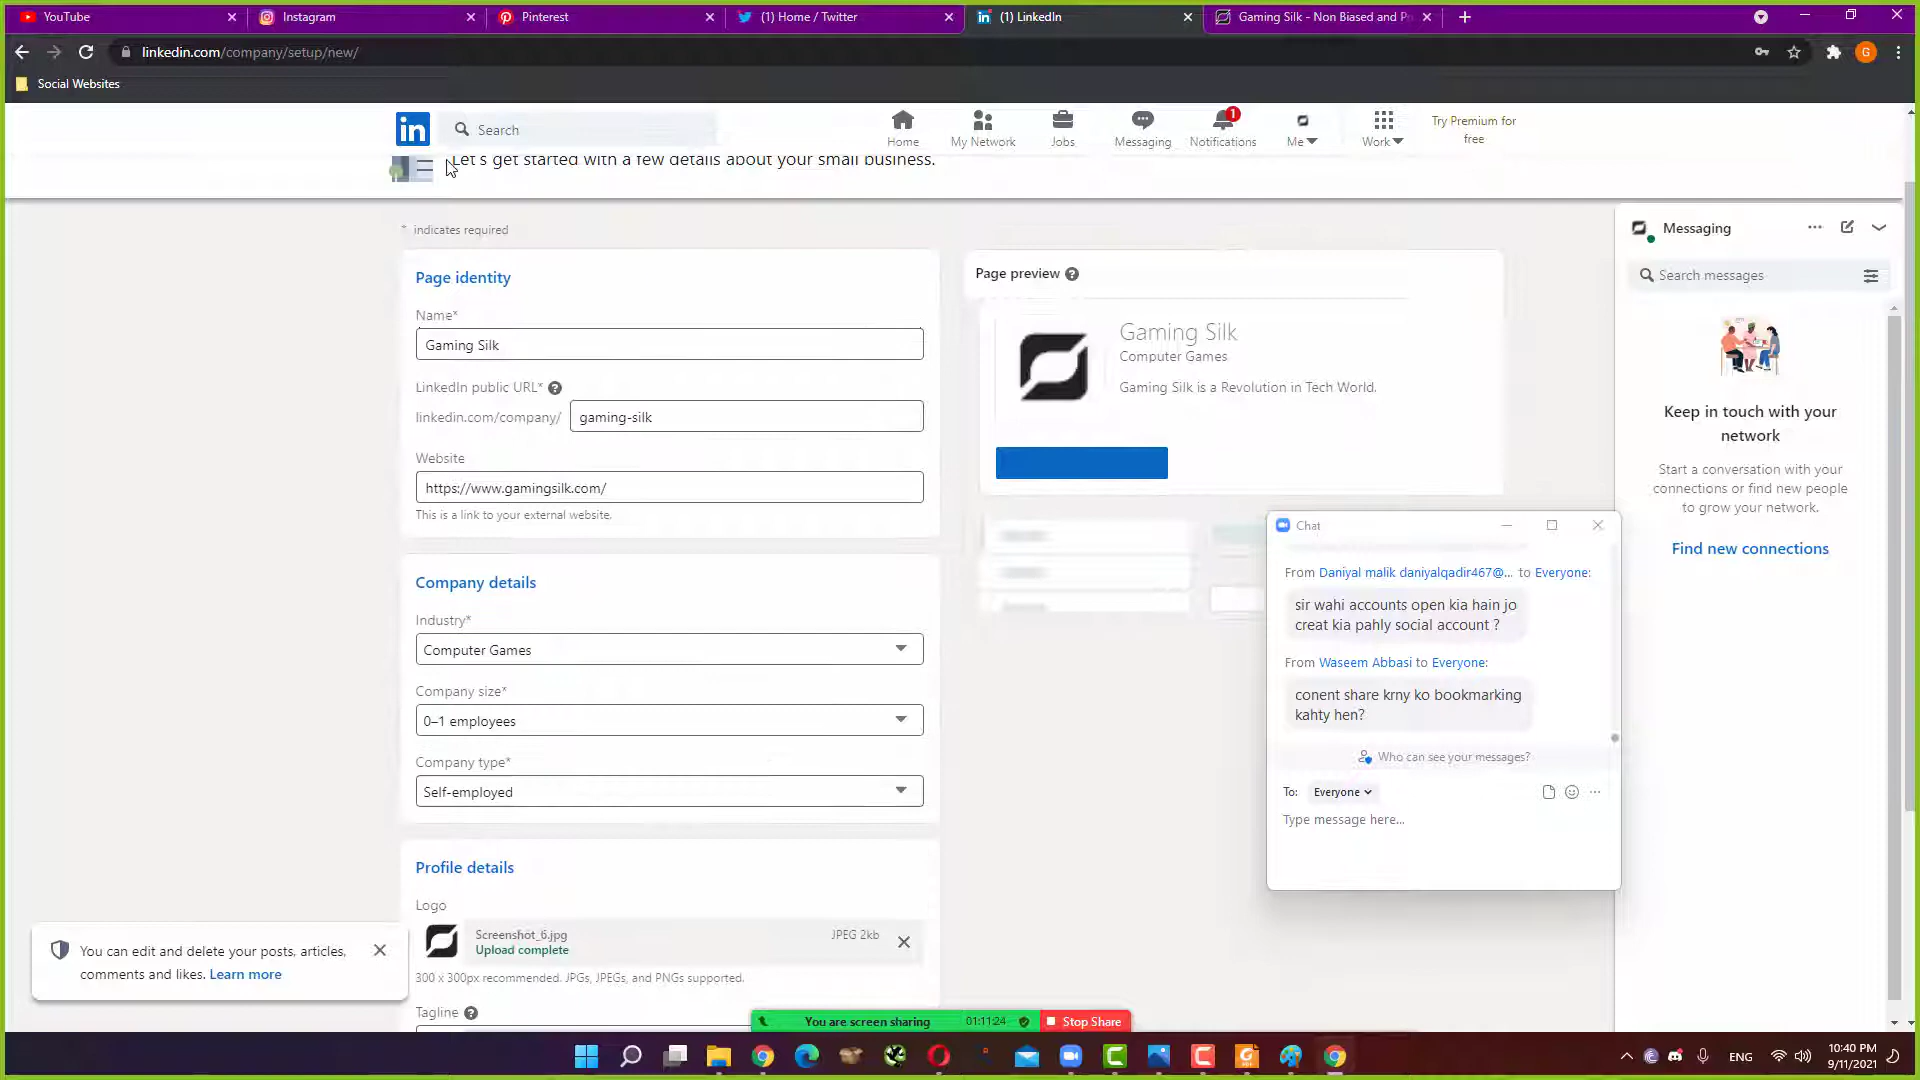 YouTube
Instagram
Pinterest
(1) Home / Twitter
(1) LinkedIn
Gaming Silk - Non Biased and P
linkedin.com/company/setup/new/
G
Social Websites
in
Search
Home
My Network
Jobs
Messaging
1
Notifications
Me
Work
Try Premium for
free
Let's get started with a few details about your small business.
* indicates required
Page identity
Name*
Gaming Silk
LinkedIn public URL*
linkedin.com/company/
gaming-silk
Website
https://www.gamingsilk.com/
This is a link to your external website.
Company details
Industry*
Computer Games
Company size*
0–1 employees
Company type*
Self-employed
Profile details
Logo
Screenshot_6.jpg
JPEG 2kb
Upload complete
300 x 300px recommended. JPGs, JPEGs, and PNGs supported.
Tagline
Page preview
Gaming Silk
Computer Games
Gaming Silk is a Revolution in Tech World.
Messaging
Search messages
Keep in touch with your
network
Start a conversation with your
connections or find new people
to grow your network.
Find new connections
Chat
From Daniyal malik daniyalqadir467@... to Everyone:
sir wahi accounts open kia hain jo
creat kia pahly social account ?
From Waseem Abbasi to Everyone:
conent share krny ko bookmarking
kahty hen?
Who can see your messages?
To: Everyone
Type message here...
You can edit and delete your posts, articles,
comments and likes. Learn more
You are screen sharing
01:11:24
Stop Share
ENG
10:40 PM
9/11/2021